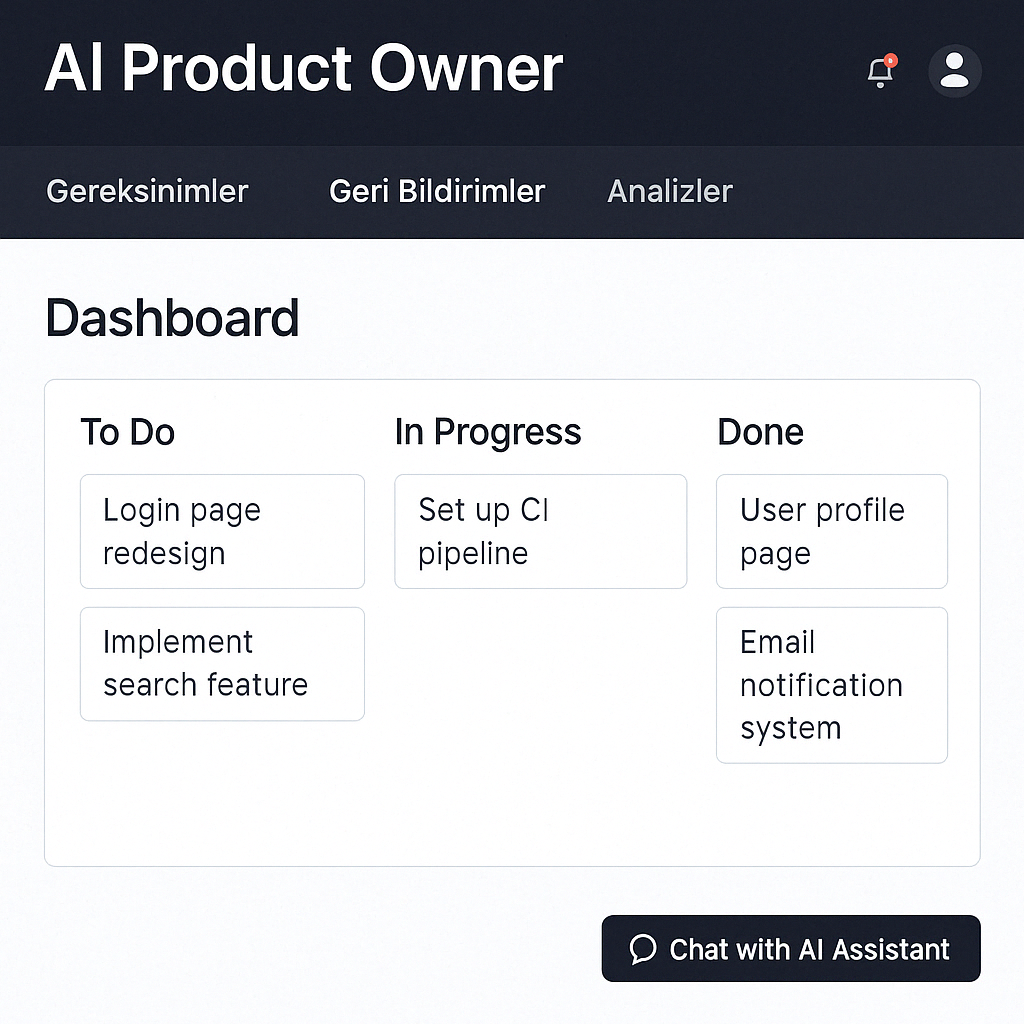 AI Product Owner
Gereksinimler
Geri Bildirimler
Analizler
Dashboard
To Do
Login page
redesign
Implement
search feature
In Progress
Set up CI
pipeline
Done
User profile
page
Email
notification
system
Chat with AI Assistant